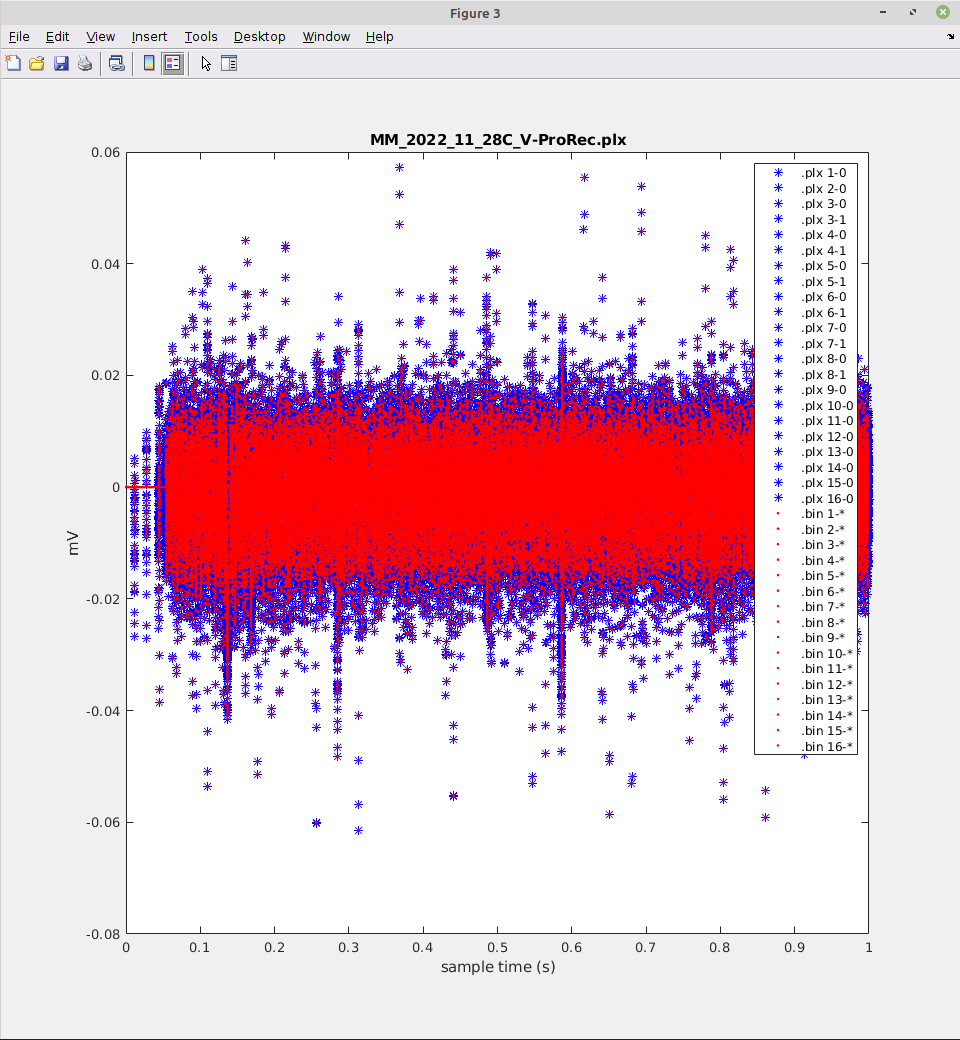 Figure 3
File Edit View Insert Tools Desktop Window Help
MM_2022_11_28C_V-ProRec.plx
0.06
0.04
0.02
0
-0.02
-0.04
-0.06
-0.08
mV
.plx 1-0
.plx 2-0
.plx 3-0
.plx 3-1
.plx 4-0
.plx 4-1
.plx 5-0
.plx 5-1
.plx 6-0
.plx 6-1
.plx 7-0
.plx 7-1
.plx 8-0
.plx 8-1
.plx 9-0
.plx 10-0
.plx 11-0
.plx 12-0
.plx 13-0
.plx 14-0
.plx 15-0
.plx 16-0
.bin 1-*
.bin 2-*
.bin 3-*
.bin 4-*
.bin 5-*
.bin 6-*
.bin 7-*
.bin 8-*
.bin 9-*
.bin 10-*
.bin 11-*
.bin 12-*
.bin 13-*
.bin 14-*
.bin 15-*
.bin 16-*
0 0.1 0.2 0.3 0.4 0.5 0.6 0.7 0.8 0.9 1
sample time (s)